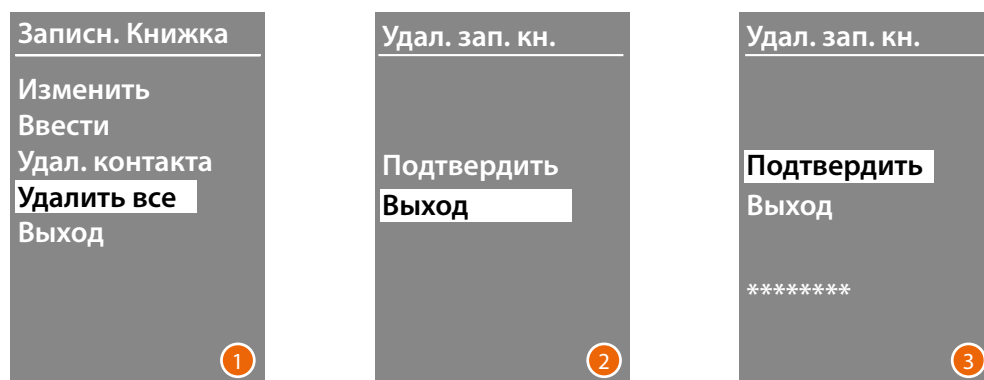 Записн. Книжка
Изменить
Ввести
Удал. контакта
Удалить все
Выход
1
Удал. зап. кн.
Подтвердить
Выход
2
Удал. зап. кн.
Подтвердить
Выход
********
3